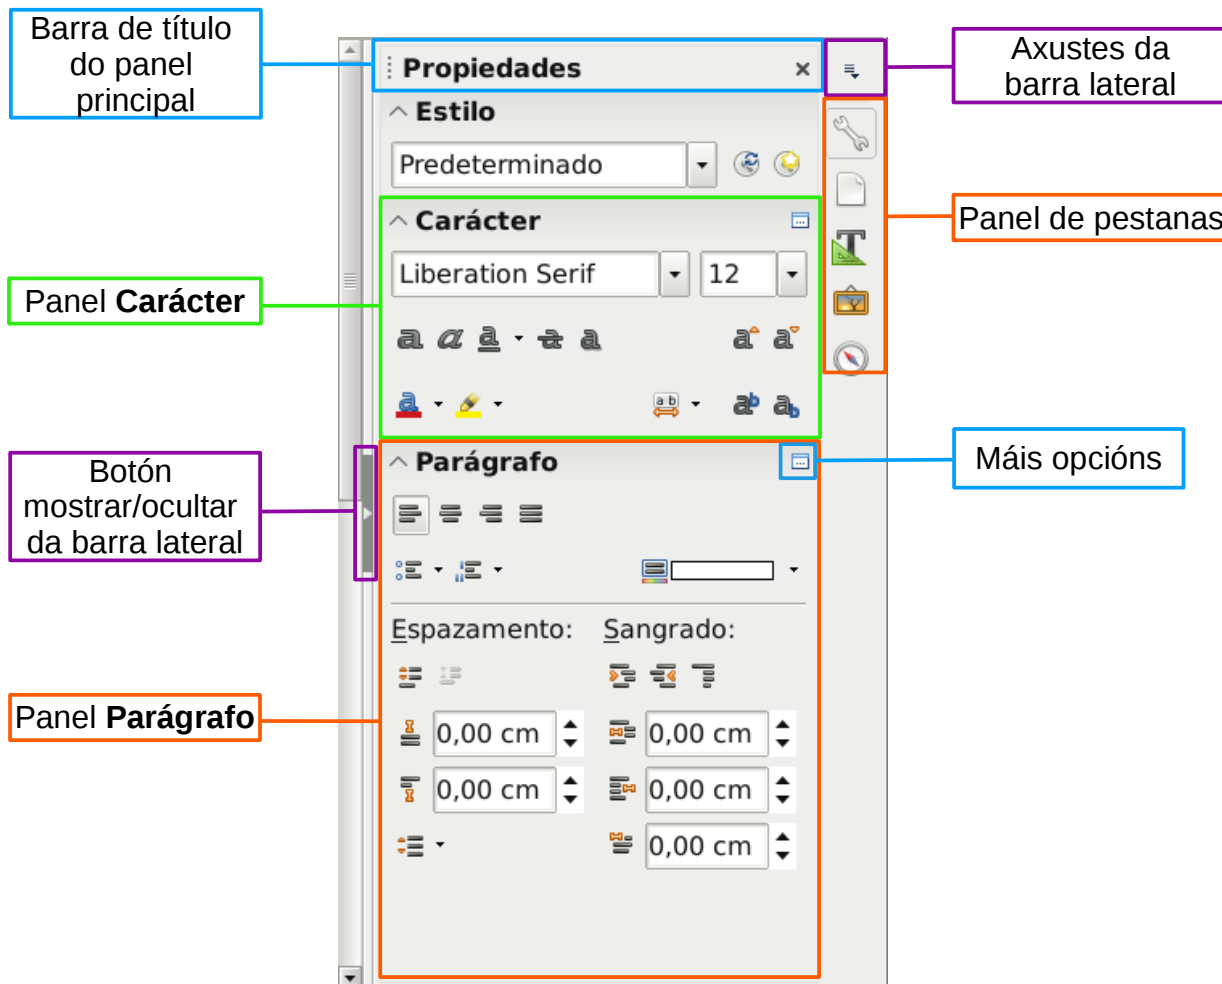 Barra de título
do panel
principal
Propiedades
Axustes da
barra lateral
Estilo
Predeterminado
Panel de pestanas
Carácter
Liberation Serif
12
Panel Carácter
a a a a a
a a
a
a b
ab ab
Parágrafo
Máis opcións
Botón
mostrar/ocultar
da barra lateral
Espazamento:
Sangrado:
Panel Parágrafo
0,00 cm
0,00 cm
0,00 cm
0,00 cm
0,00 cm